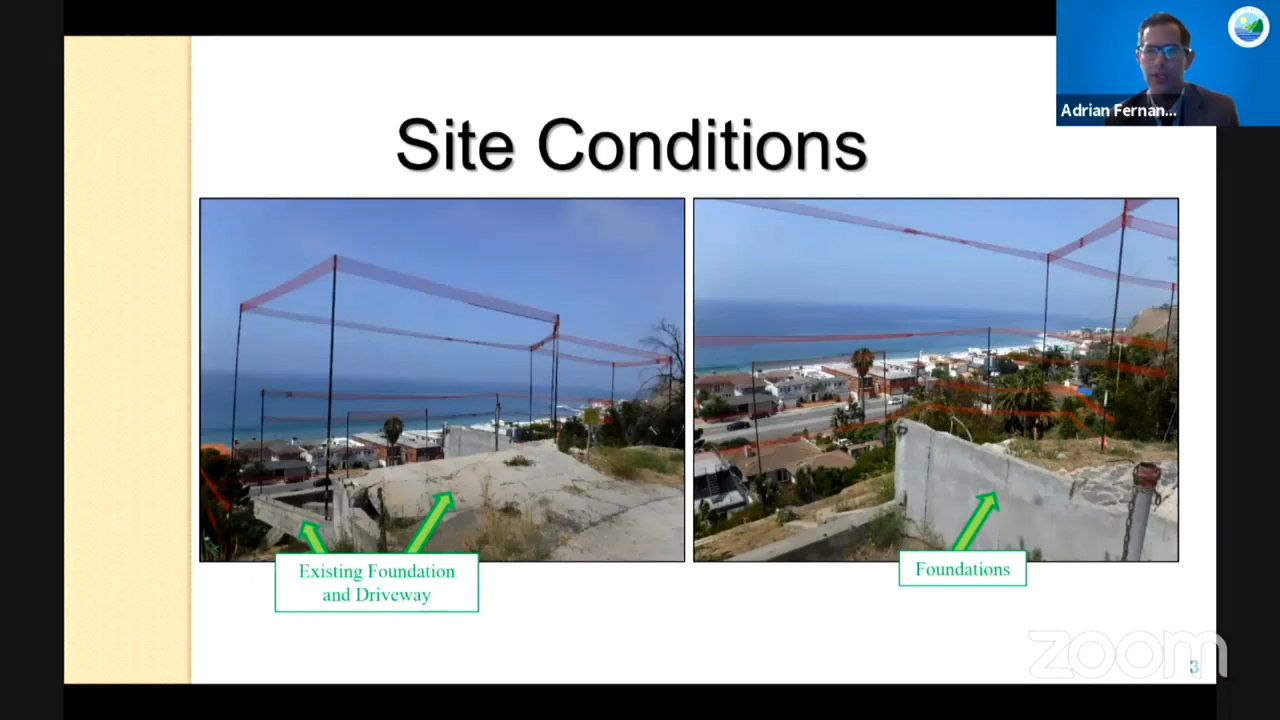 Adrian Fernan...
Site Conditions
Existing Foundation
and Driveway
Foundations
zoom
3